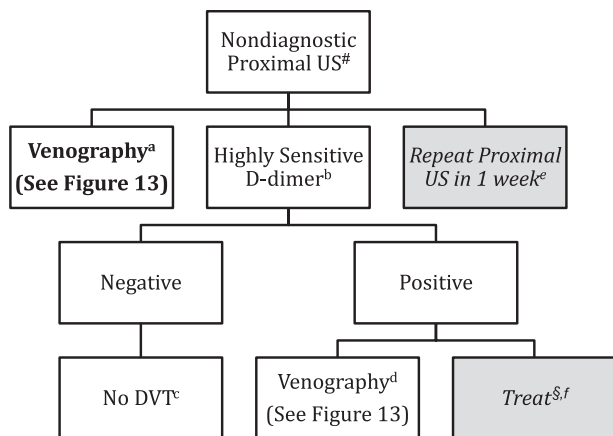 Nondiagnostic
Proximal US#
Venographyᵃ
(See Figure 13)
Highly Sensitive
D-dimerᵇ
Repeat Proximal
US in 1 weekᵉ
Negative
Positive
No DVTᶜ
Venographyᵈ
(See Figure 13)
Treat§,f